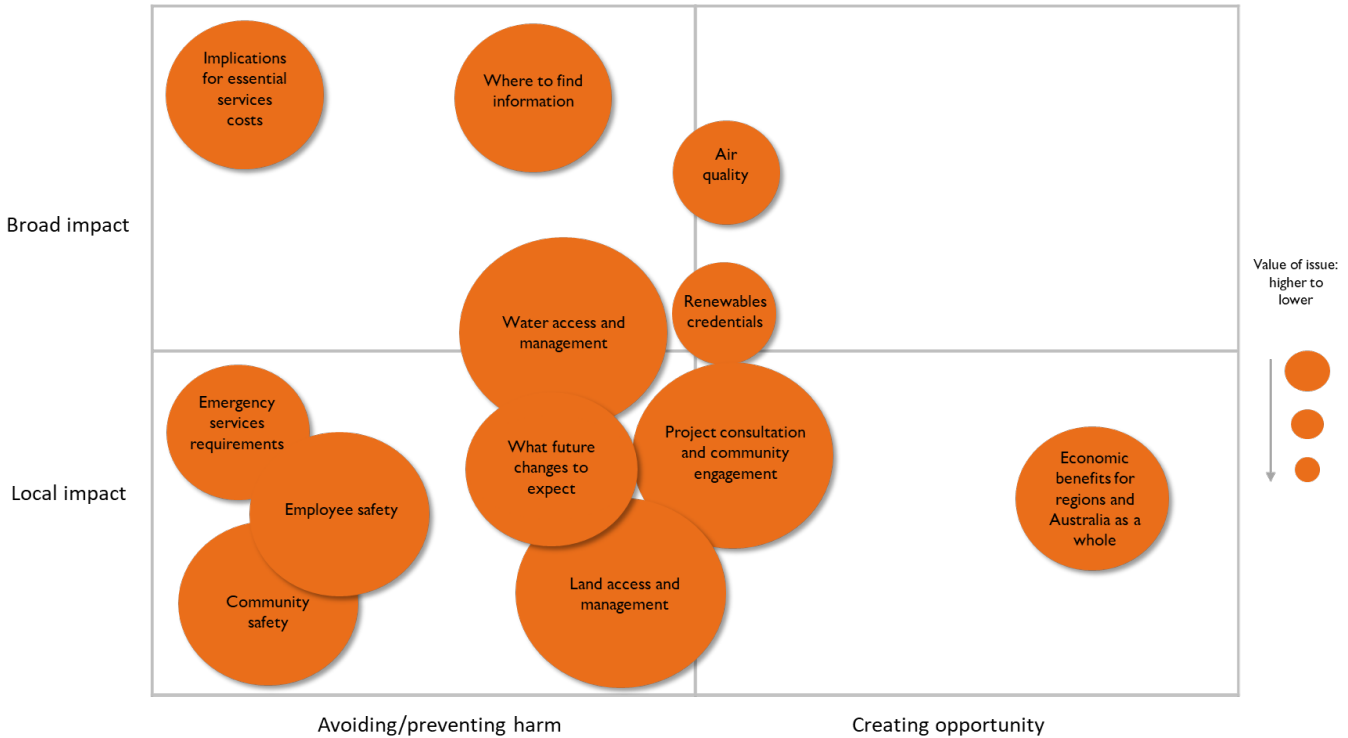 Implications
for essential
services
costs
Where to find
information
Air
quality
Broad impact
Water access and
management
Renewables
credentials
Value of issue:
higher to
lower
Emergency
services
requirements
What future
changes to
expect
Project consultation
and community
engagement
Economic
benefits for
regions and
Australia as a
whole
Local impact
Employee safety
Community
safety
Land access and
management
Avoiding/preventing harm
Creating opportunity